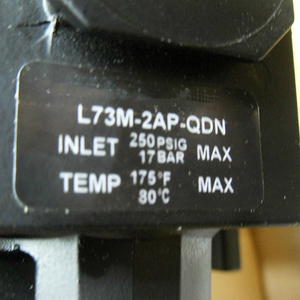 L73M-2AP-QDN
INLET 250 PSIG 17 BAR MAX
TEMP 175°F 80°C MAX